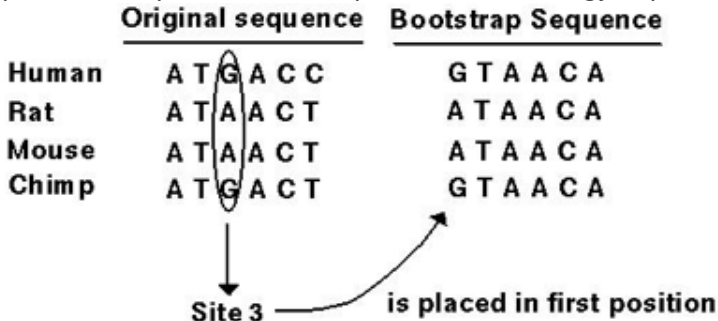 Original sequence Bootstrap Sequence
Human A T G A C C G T A A C A
Rat A T A A C T A T A A C A
Mouse A T A A C T A T A A C A
Chimp A T G A C T G T A A C A
Site 3 is placed in first position